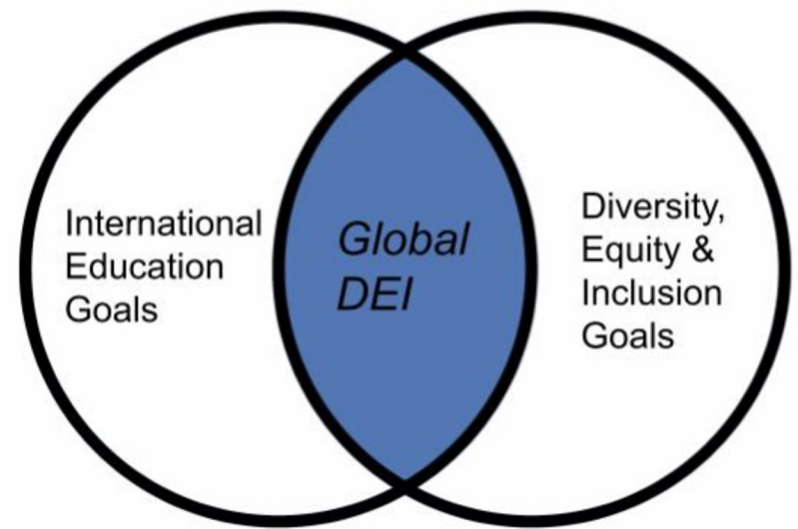 International
Education
Goals
Global
DEI
Diversity,
Equity &
Inclusion
Goals